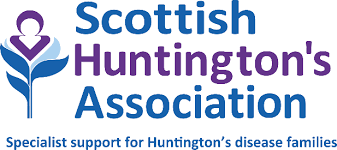 Scottish
Huntington's
Association
Specialist support for Huntington's disease families